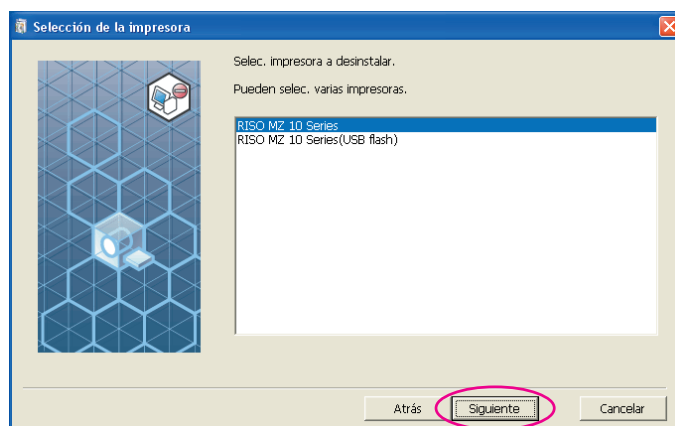 Selección de la impresora
Selec. impresora a desinstalar.
Pueden selec. varias impresoras.
RISO MZ 10 Series
RISO MZ 10 Series(USB flash)
Atrás Siguiente Cancelar